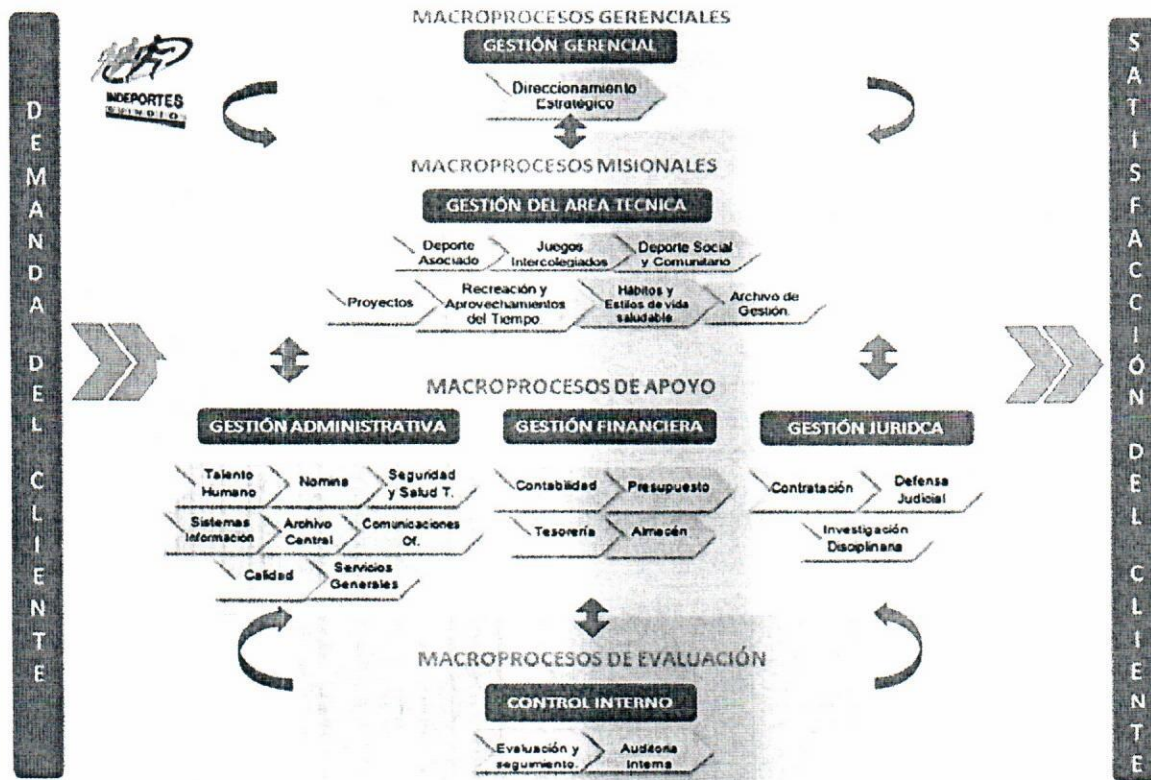 MACROPROCESOS GERENCIALES
GESTIÓN GERENCIAL
Direccionamiento
Estratégico
INDEPORTES
QUINDÍO
DEMANDA DEL CLIENTE
SATISFACCIÓN DEL CLIENTE
MACROPROCESOS MISIONALES
GESTIÓN DEL AREA TECNICA
Deporte
Asociado
Juegos
Intercolegiados
Deporte Social
y Comunitario
Proyectos
Recreación y
Aprovechamientos
del Tiempo
Hábitos y
Estilos de vida
saludable
Archivo de
Gestión.
MACROPROCESOS DE APOYO
GESTIÓN ADMINISTRATIVA
Talento
Humano
Nomina
Seguridad
y Salud T.
Sistemas
Información
Archivo
Central
Comunicaciones
Of.
Calidad
Servicios
Generales
GESTIÓN FINANCIERA
Contabilidad
Presupuesto
Tesorería
Almacén
GESTIÓN JURIDCA
Contratación
Defensa
Judicial
Investigación
Disciplinaria
MACROPROCESOS DE EVALUACIÓN
CONTROL INTERNO
Evaluación y
seguimiento.
Auditoria
Interna